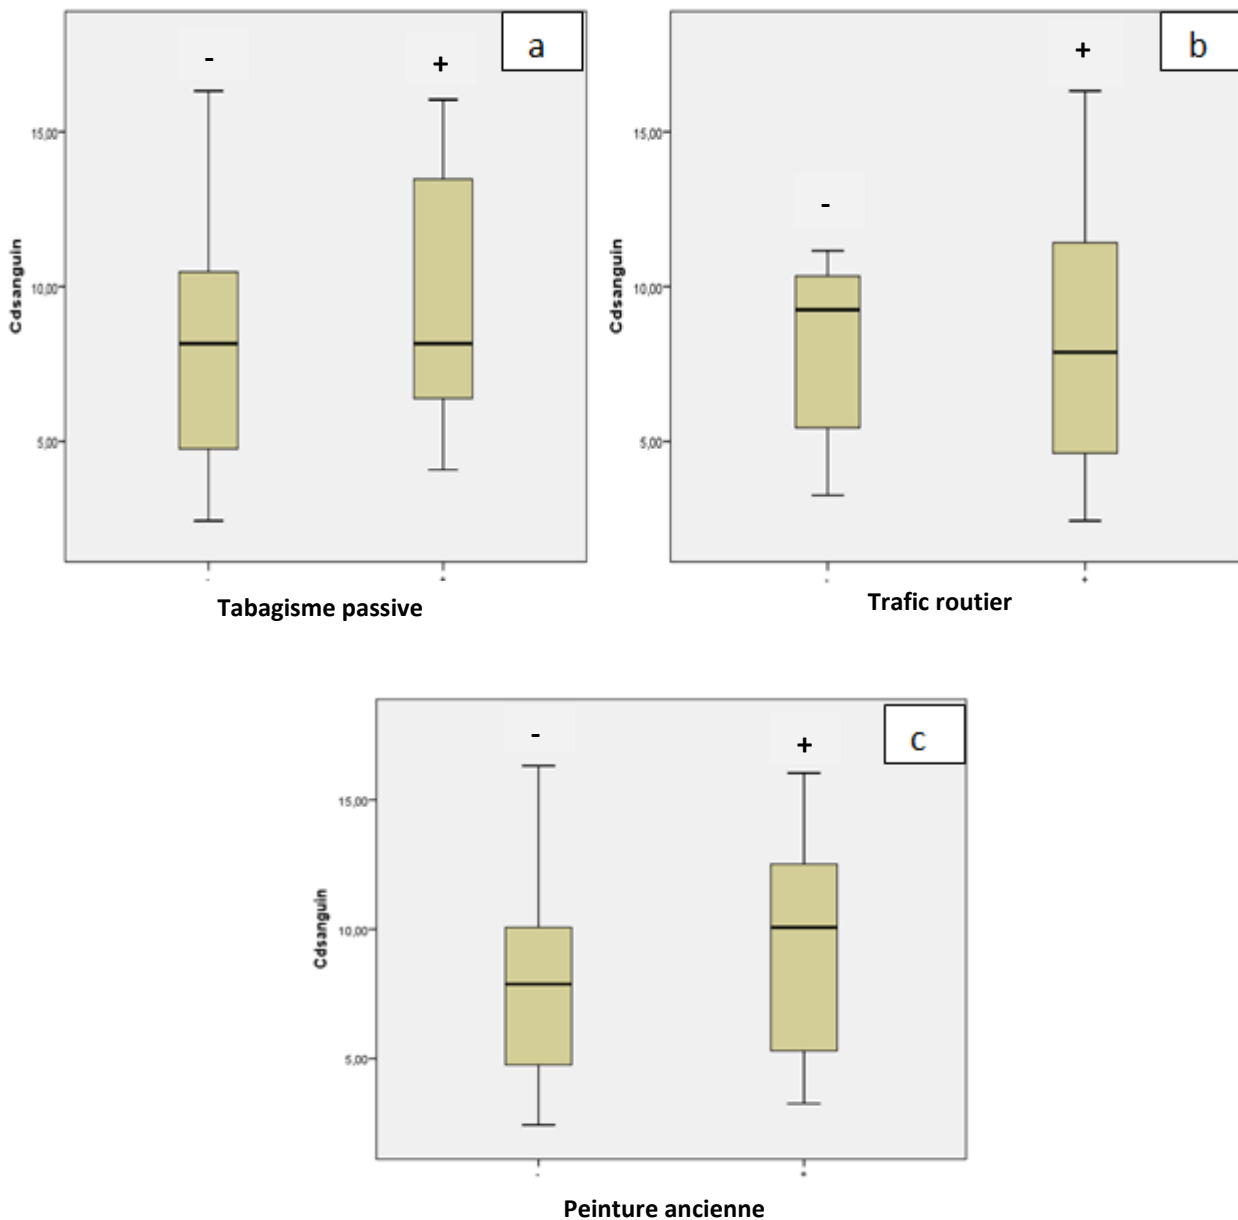 - + a
15,00
10,00
5,00
Cdsanguin
- +
Tabagisme passive
+ b
-
15,00
10,00
5,00
Cdsanguin
- +
Trafic routier
- + c
15,00
10,00
5,00
Cdsanguin
-
Peinture ancienne